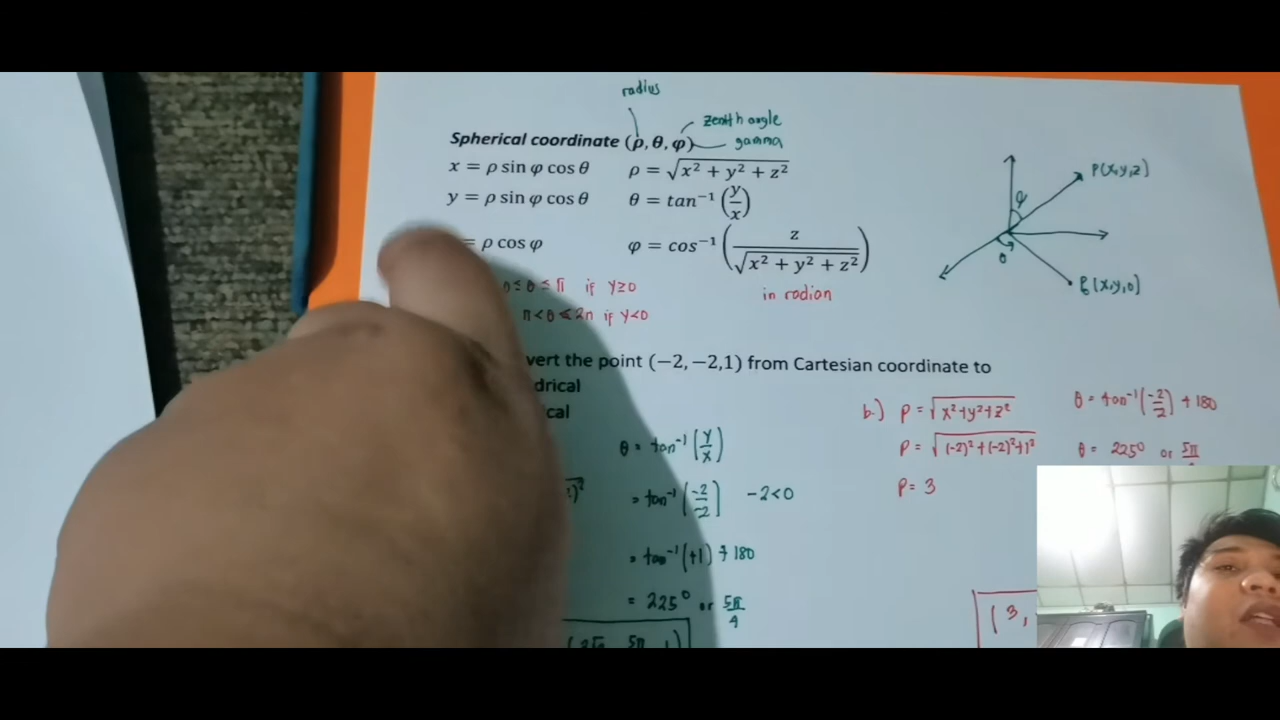 radius
zenith angle
Spherical coordinate (ρ, θ, φ) gamma
x = ρ sin φ cos θ ρ = √(x² + y² + z²)
P(x,y,z)
y = ρ sin φ cos θ θ = tan⁻¹ (y/x)
φ
= ρ cos φ φ = cos⁻¹ (z/√(x² + y² + z²))
θ
≤ θ ≤ π if y≥0 in radian
(x,y,0)
π < θ ≤ 2π if y<0
vert the point (−2, −2,1) from Cartesian coordinate to
drical
cal
θ = tan⁻¹ (y/x)
= tan⁻¹ (-2/-2) -2<0
= tan⁻¹ (+1) + 180
= 225° or 5π/4
5π 1)
b.) ρ = √(x²+y²+z²)
ρ = √((-2)²+(-2)²+1²)
ρ = 3
θ = tan⁻¹(-2/-2) + 180
θ = 225° or 5π
(3,